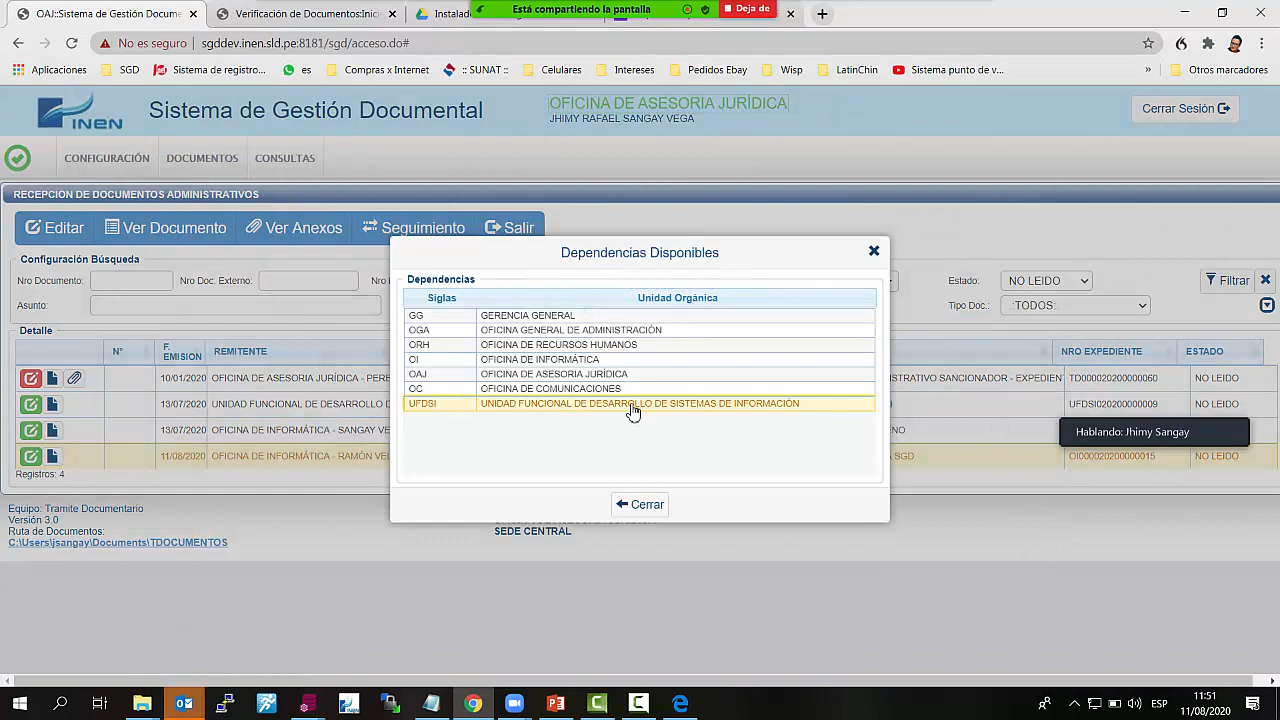 OAJ:Sistema de Gestión Docume
Verificación de Documentos:Inici
Instalad
Está compartiendo la pantalla
Deja de
No es seguro
sgddev.inen.sld.pe:8181/sgd/acceso.do#
Aplicaciones
SGD
Sistema de registro...
es
Compras x Internet
:: SUNAT ::
Celulares
Intereses
Pedidos Ebay
Wisp
LatinChin
Sistema punto de v...
»
Otros marcadores
INEN
Sistema de Gestión Documental
OFICINA DE ASESORIA JURÍDICA
JHIMY RAFAEL SANGAY VEGA
Cerrar Sesión
CONFIGURACIÓN
DOCUMENTOS
CONSULTAS
RECEPCION DE DOCUMENTOS ADMINISTRATIVOS
Editar
Ver Documento
Ver Anexos
Seguimiento
Salir
Configuración Búsqueda
Nro Documento:
Nro Doc. Externo:
Estado:
NO LEIDO
Filtrar
Asunto:
Tipo Doc.:
.:TODOS:.
Detalle
N°
F. EMISION
REMITENTE
NRO EXPEDIENTE
ESTADO
10/01/2020 OFICINA DE ASESORIA JURÍDICA - PERE
STRATIVO SANCIONADOR - EXPEDIEN
TD000020200000060
NO LEIDO
13/07/2020 UNIDAD FUNCIONAL DE DESARROLLO D
UFDSI020200000009
NO LEIDO
13/07/2020 OFICINA DE INFORMÁTICA - SANGAY VE
11/08/2020 OFICINA DE INFORMÁTICA - RAMÓN VEL
SGD
OI000020200000015
NO LEIDO
Registros: 4
Dependencias Disponibles
Dependencias
Siglas
Unidad Orgánica
GG GERENCIA GENERAL
OGA OFICINA GENERAL DE ADMINISTRACIÓN
ORH OFICINA DE RECURSOS HUMANOS
OI OFICINA DE INFORMÁTICA
OAJ OFICINA DE ASESORIA JURÍDICA
OC OFICINA DE COMUNICACIONES
UFDSI UNIDAD FUNCIONAL DE DESARROLLO DE SISTEMAS DE INFORMACIÓN
Cerrar
Hablando: Jhimy Sangay
Equipo: Tramite Documentario
Versión 3.0
Ruta de Documentos:
C:\Users\jsangay\Documents\TDOCUMENTOS
SEDE CENTRAL
ESP
11:51
11/08/2020